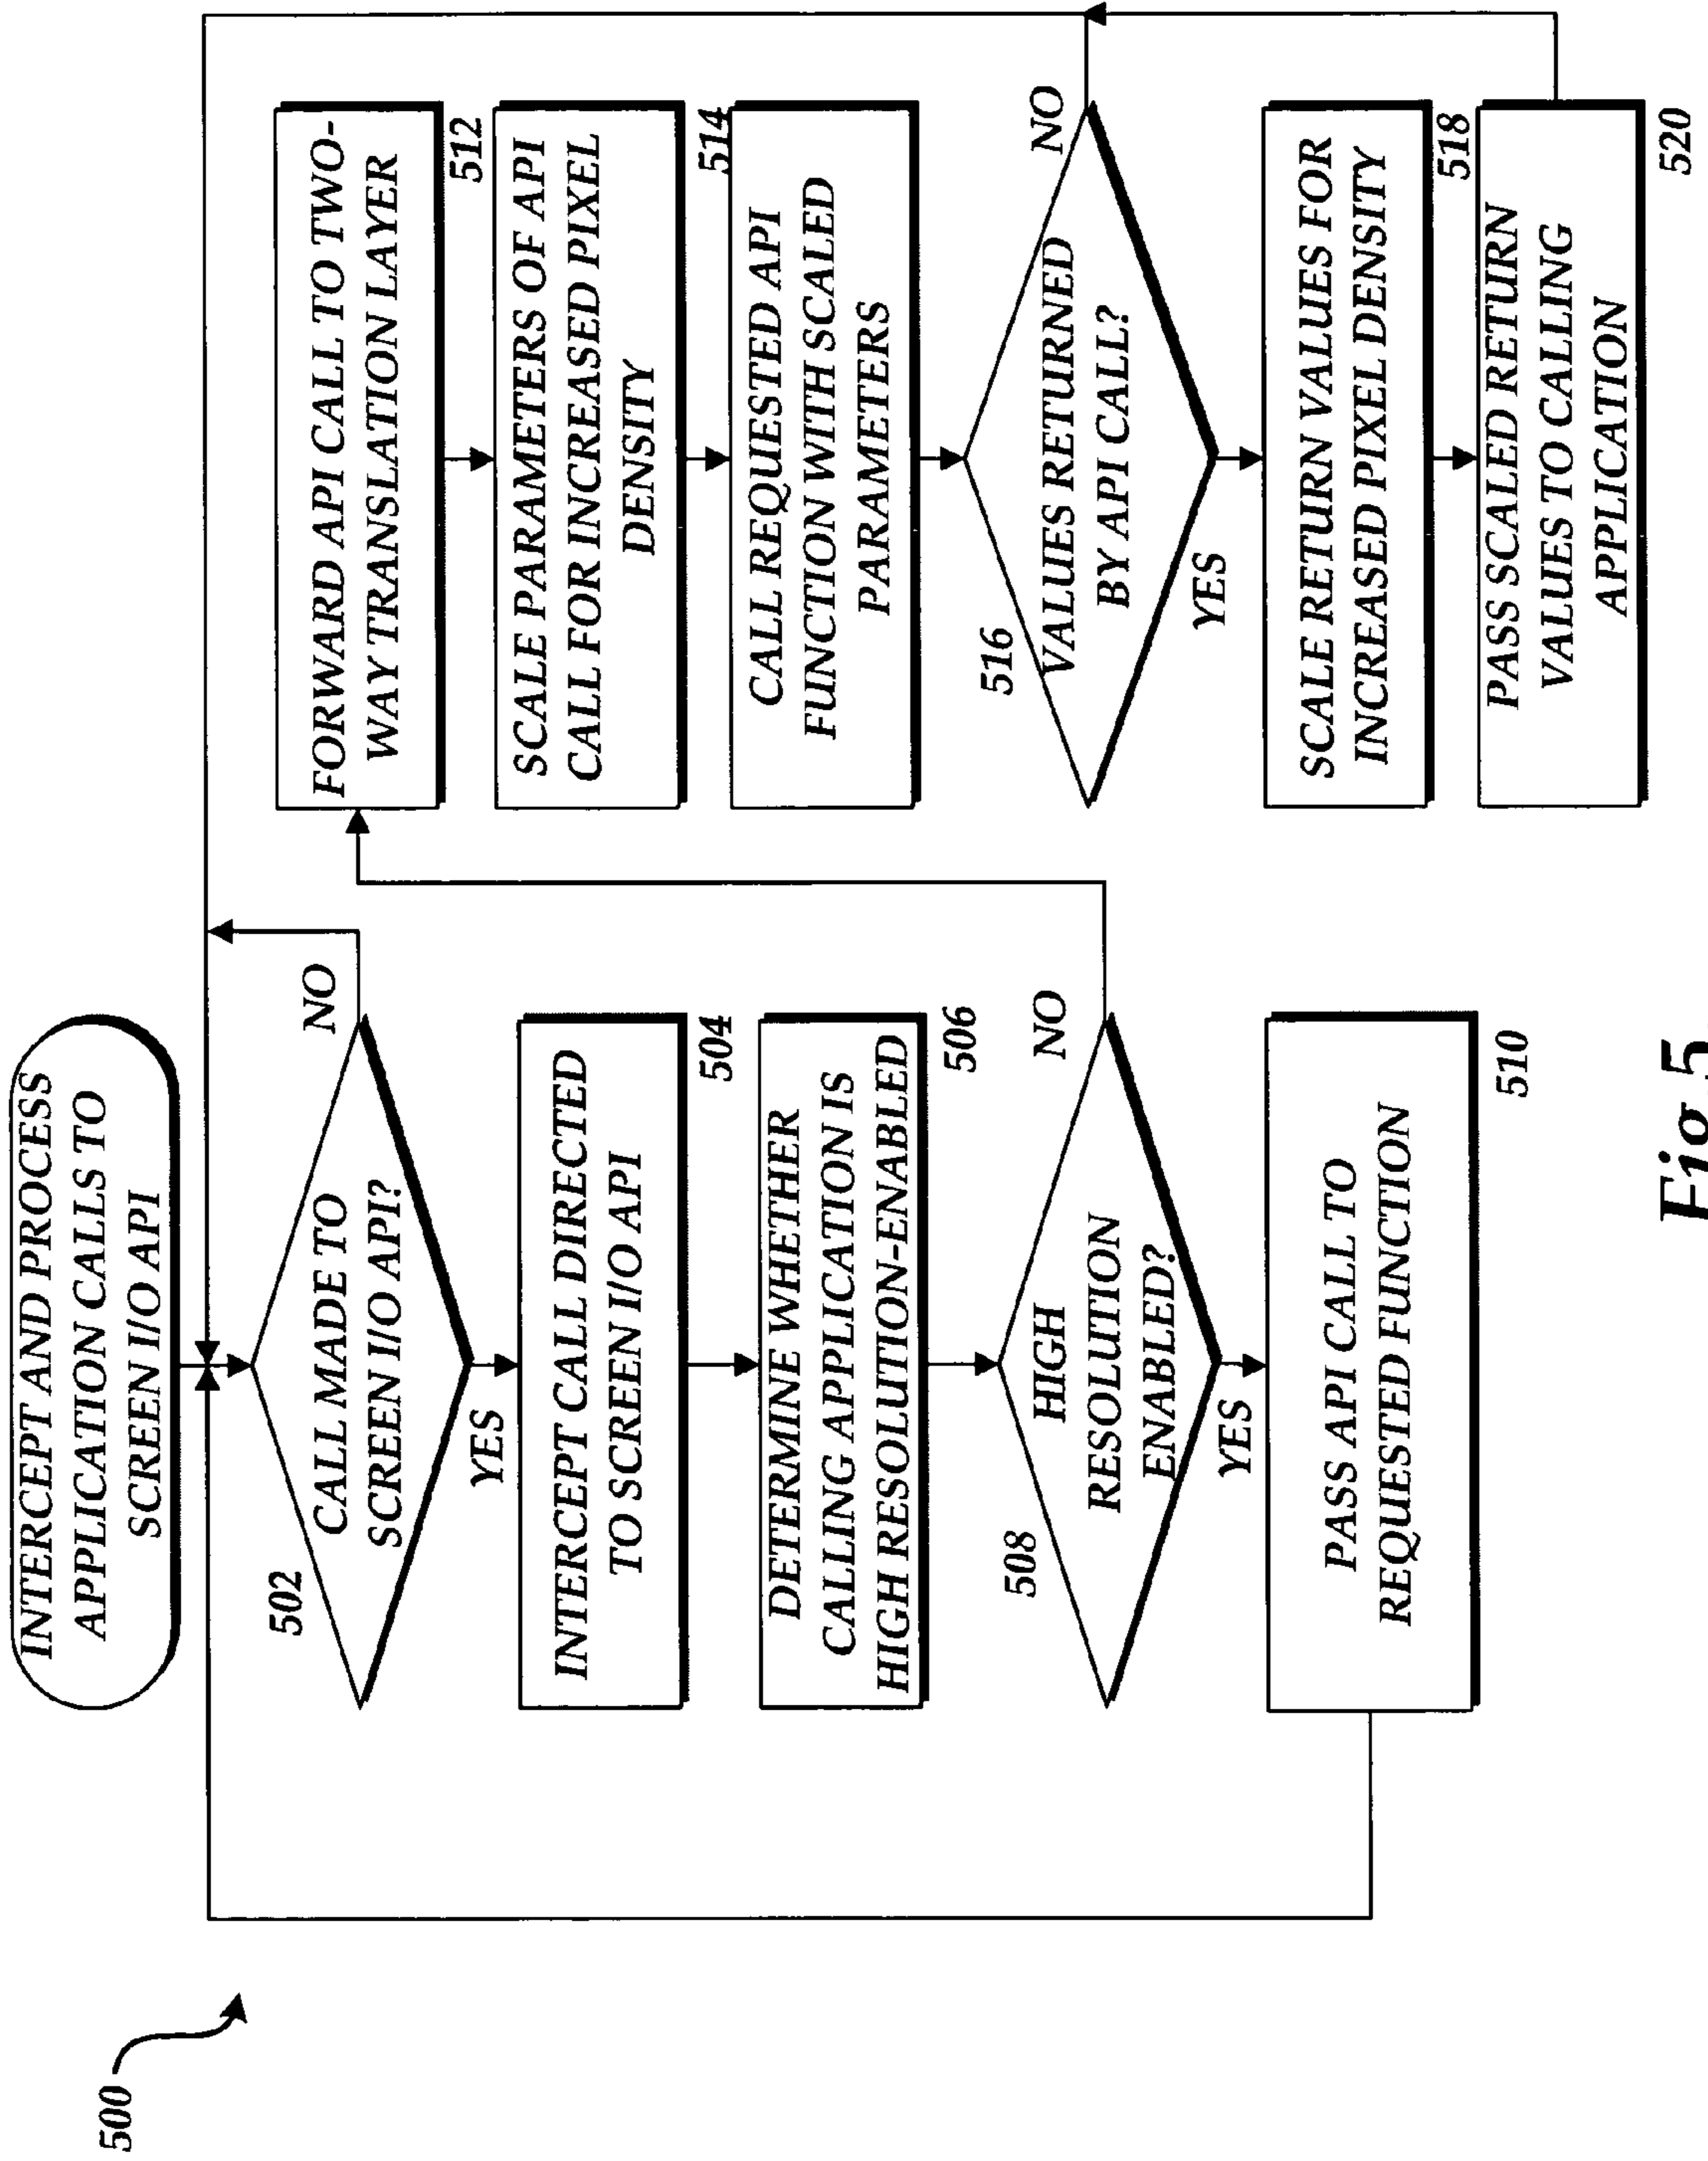 500
INTERCEPT AND PROCESS
APPLICATION CALLS TO
SCREEN I/O API
502
CALL MADE TO
SCREEN I/O API?
NO
YES
INTERCEPT CALL DIRECTED
TO SCREEN I/O API
504
DETERMINE WHETHER
CALLING APPLICATION IS
HIGH RESOLUTION-ENABLED
506
508
HIGH
RESOLUTION
ENABLED?
NO
YES
PASS API CALL TO
REQUESTED FUNCTION
510
FORWARD API CALL TO TWO-
WAY TRANSLATION LAYER
512
SCALE PARAMETERS OF API
CALL FOR INCREASED PIXEL
DENSITY
514
CALL REQUESTED API
FUNCTION WITH SCALED
PARAMETERS
516
VALUES RETURNED
BY API CALL?
NO
YES
SCALE RETURN VALUES FOR
INCREASED PIXEL DENSITY
518
PASS SCALED RETURN
VALUES TO CALLING
APPLICATION
520
Fig.5